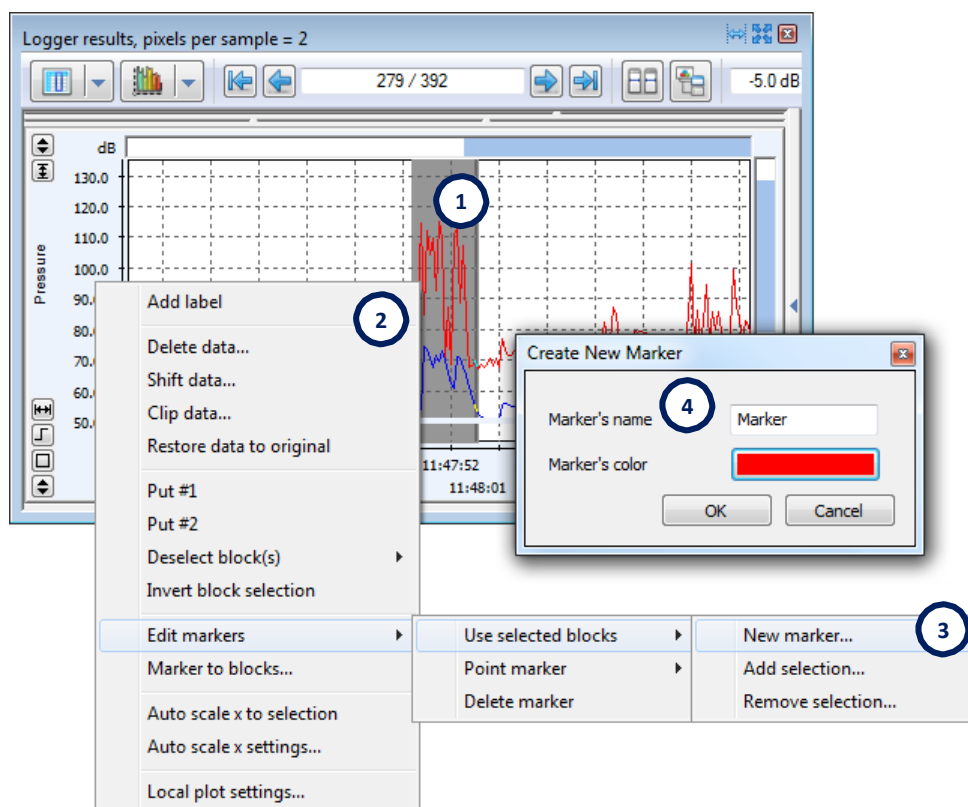 Logger results, pixels per sample = 2
279 / 392
-5.0 dB
dB
130.0
120.0
110.0
100.0
90.
80.
70.
60.
50.
Pressure
1
11:47:52
11:48:01
2
Add label
Delete data...
Shift data...
Clip data...
Restore data to original
Put #1
Put #2
Deselect block(s)
Invert block selection
Edit markers
Marker to blocks...
Auto scale x to selection
Auto scale x settings...
Local plot settings...
Use selected blocks
Point marker
Delete marker
3
New marker...
Add selection...
Remove selection...
Create New Marker
4
Marker's name
Marker
Marker's color
OK
Cancel